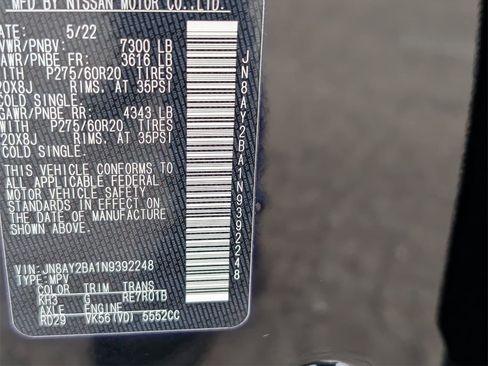 MFD BY NISSAN MOTOR CO.,LTD.
DATE: 5/22
GVWR/PNBV: 7300 LB
GAWR/PNBE FR: 3616 LB
WITH P275/60R20 TIRES
20X8J RIMS. AT 35PSI
COLD SINGLE.
GAWR/PNBE RR: 4343 LB
WITH P275/60R20 TIRES
20X8J RIMS. AT 35PSI
COLD SINGLE.
THIS VEHICLE CONFORMS TO
ALL APPLICABLE FEDERAL
MOTOR VEHICLE SAFETY
STANDARDS IN EFFECT ON
THE DATE OF MANUFACTURE
SHOWN ABOVE.
VIN:JN8AY2BA1N9392248
TYPE:MPV
COLOR TRIM TRANS
KH3 G RE7R01B
AXLE ENGINE
RD29 VK56(VD) 5552CC
JN8AY2BA1N9392248